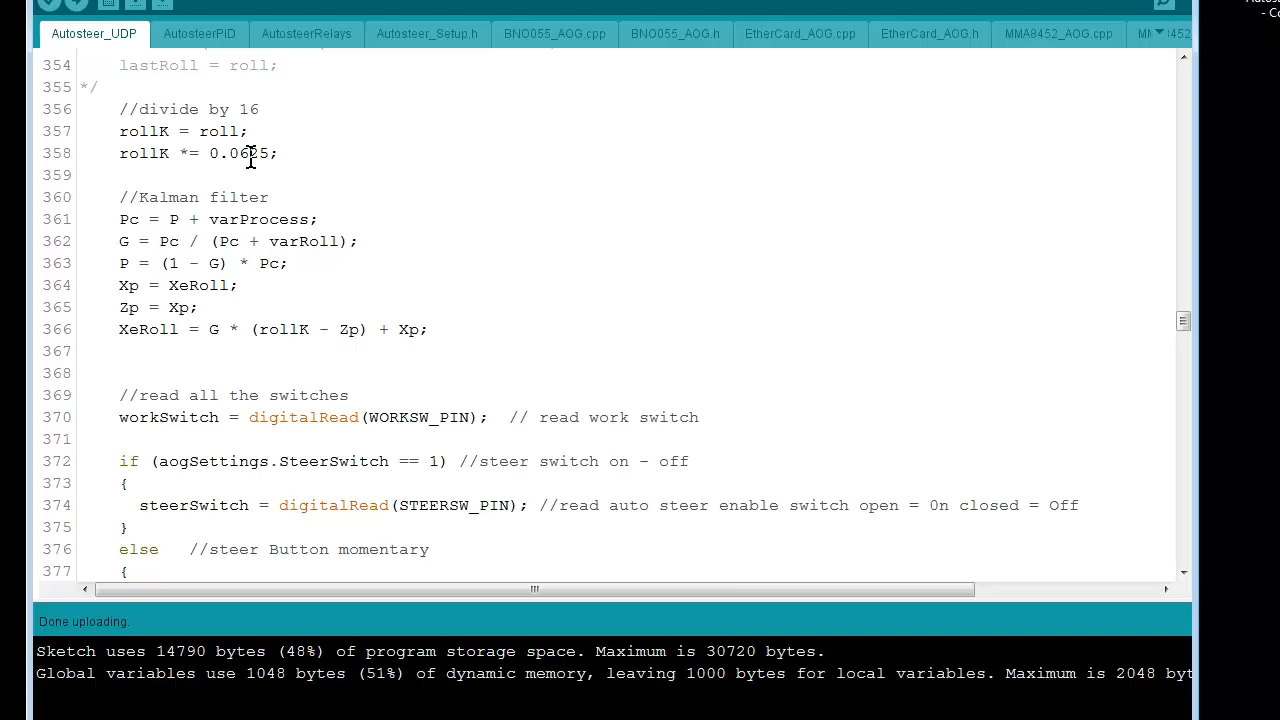 Autosteer_UDP AutosteerPID AutosteerRelays Autosteer_Setup.h BNO055_AOG.cpp BNO055_AOG.h EtherCard_AOG.cpp EtherCard_AOG.h MMA8452_AOG.cpp
354 lastRoll = roll;
355 */
356 //divide by 16
357 rollK = roll;
358 rollK *= 0.0625;
359
360 //Kalman filter
361 Pc = P + varProcess;
362 G = Pc / (Pc + varRoll);
363 P = (1 - G) * Pc;
364 Xp = XeRoll;
365 Zp = Xp;
366 XeRoll = G * (rollK - Zp) + Xp;
367
368
369 //read all the switches
370 workSwitch = digitalRead(WORKSW_PIN); // read work switch
371
372 if (aogSettings.SteerSwitch == 1) //steer switch on - off
373 {
374 steerSwitch = digitalRead(STEERSW_PIN); //read auto steer enable switch open = 0n closed = Off
375 }
376 else //steer Button momentary
377 {
Done uploading.
Sketch uses 14790 bytes (48%) of program storage space. Maximum is 30720 bytes.
Global variables use 1048 bytes (51%) of dynamic memory, leaving 1000 bytes for local variables. Maximum is 2048 byt